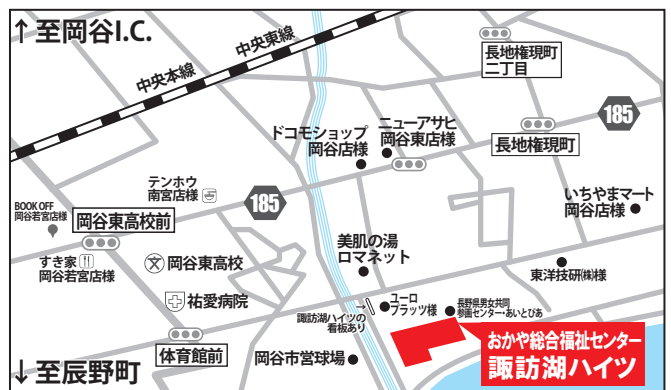 ↑至岡谷I.C.
中央東線
中央本線
長地権現町
二丁目
185
ドコモショップ
岡谷店様
ニューアサヒ
岡谷東店様
長地権現町
テンホウ
南宮店様
185
BOOK OFF
岡谷若宮店様
岡谷東高校前
いちやまマート
岡谷店様
すき家
岡谷若宮店様
文
岡谷東高校
美肌の湯
ロマネット
東洋技研㈱様
祐愛病院
諏訪湖ハイツの
看板あり
→
ユーロ
プラッツ様
長野県男女共同
参画センター・あいとぴあ
体育館前
↓至辰野町
岡谷市営球場
おかや総合福祉センター
諏訪湖ハイツ